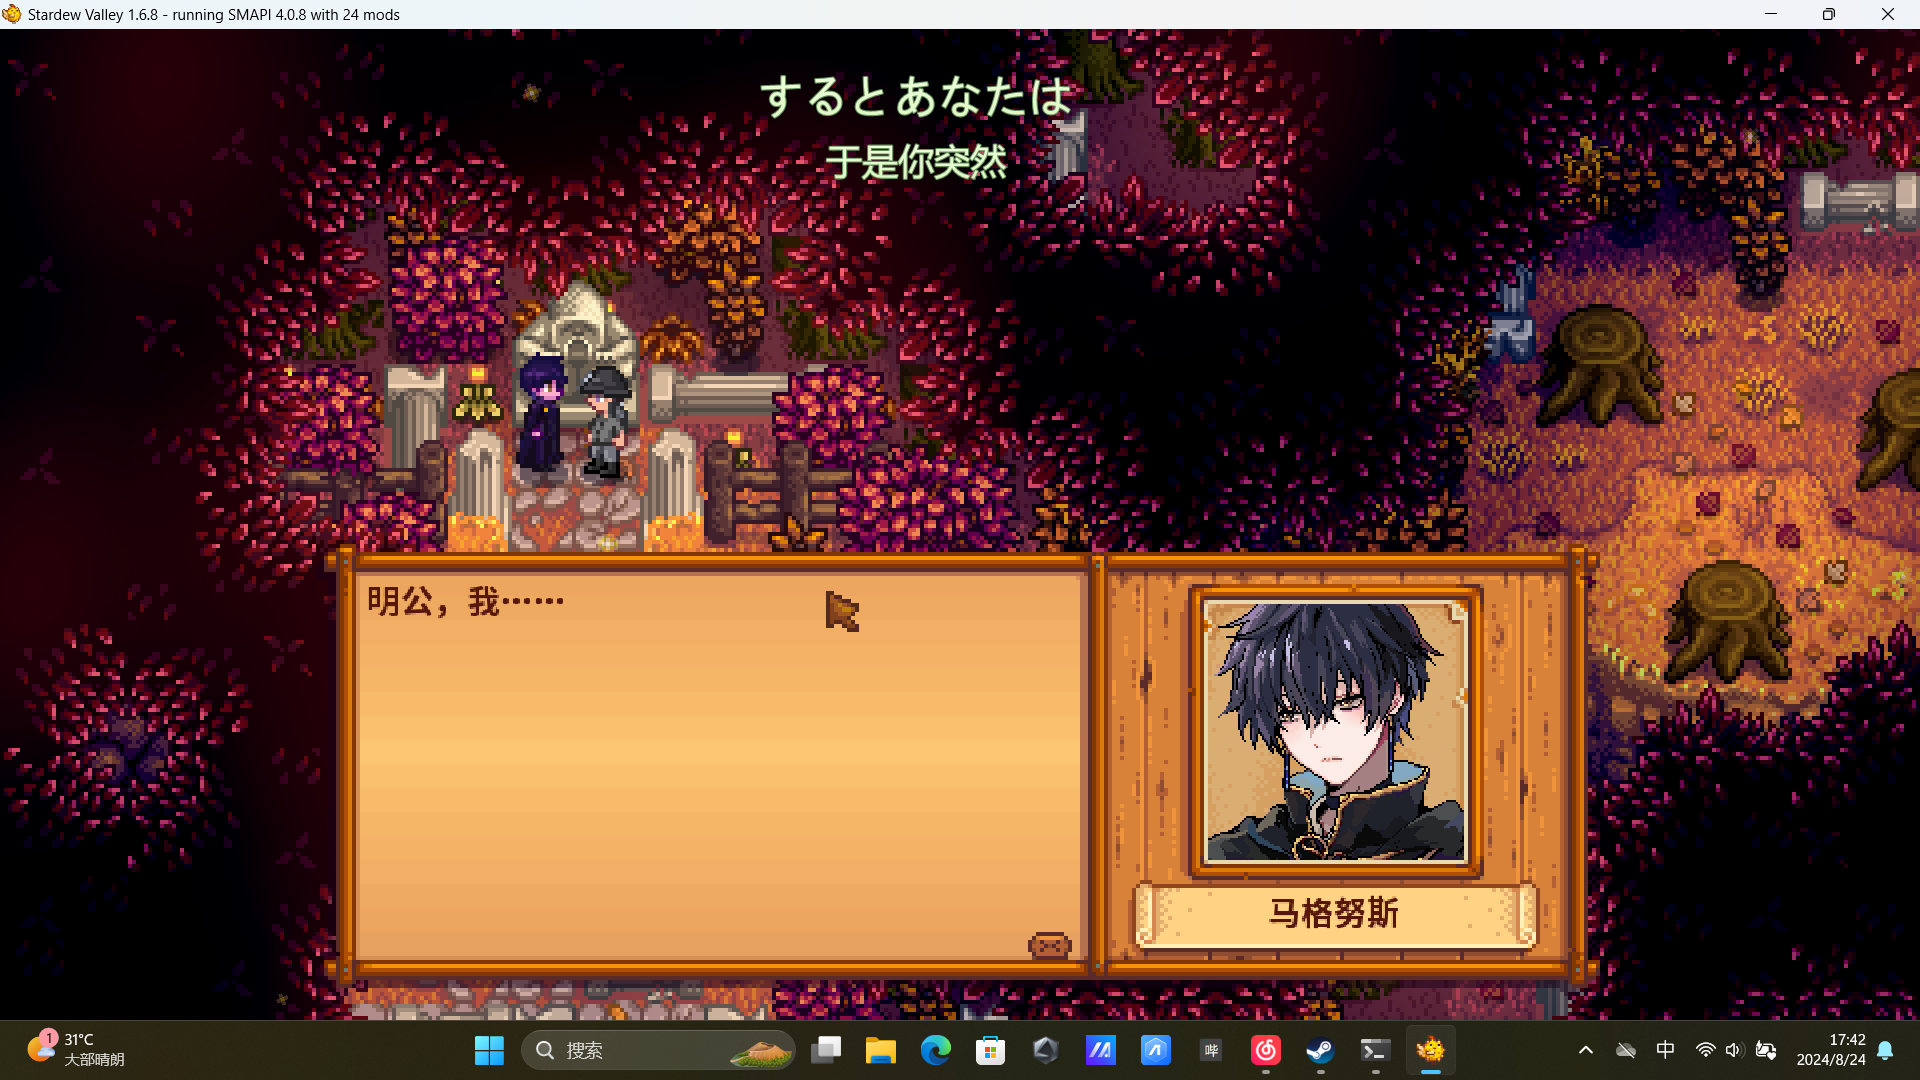 Stardew Valley 1.6.8 - running SMAPI 4.0.8 with 24 mods
するとあなたは
于是你突然
明公，我……
马格努斯
1
31°C
大部晴朗
搜索
哔
中
17:42
2024/8/24